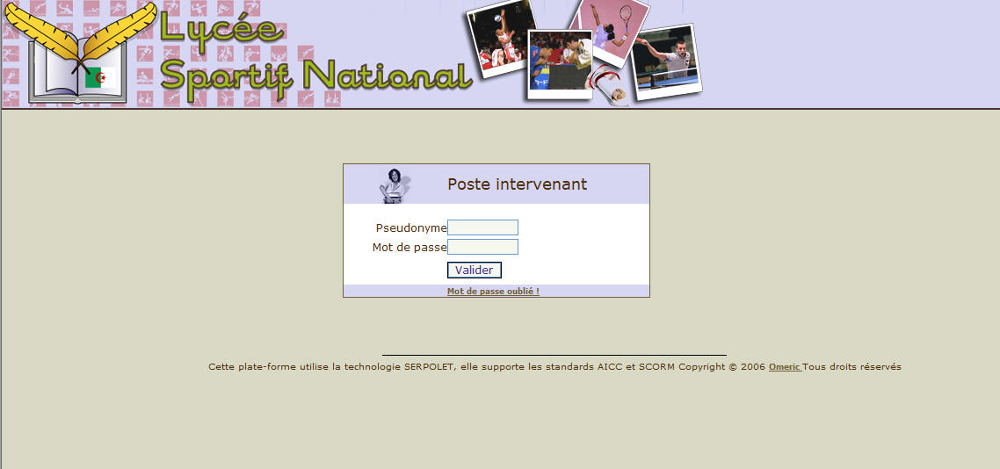 Lycée
Sportif National
Poste intervenant
Pseudonyme
Mot de passe
Valider
Mot de passe oublié !
Cette plate-forme utilise la technologie SERPOLET, elle supporte les standards AICC et SCORM Copyright © 2006 Omeric Tous droits réservés